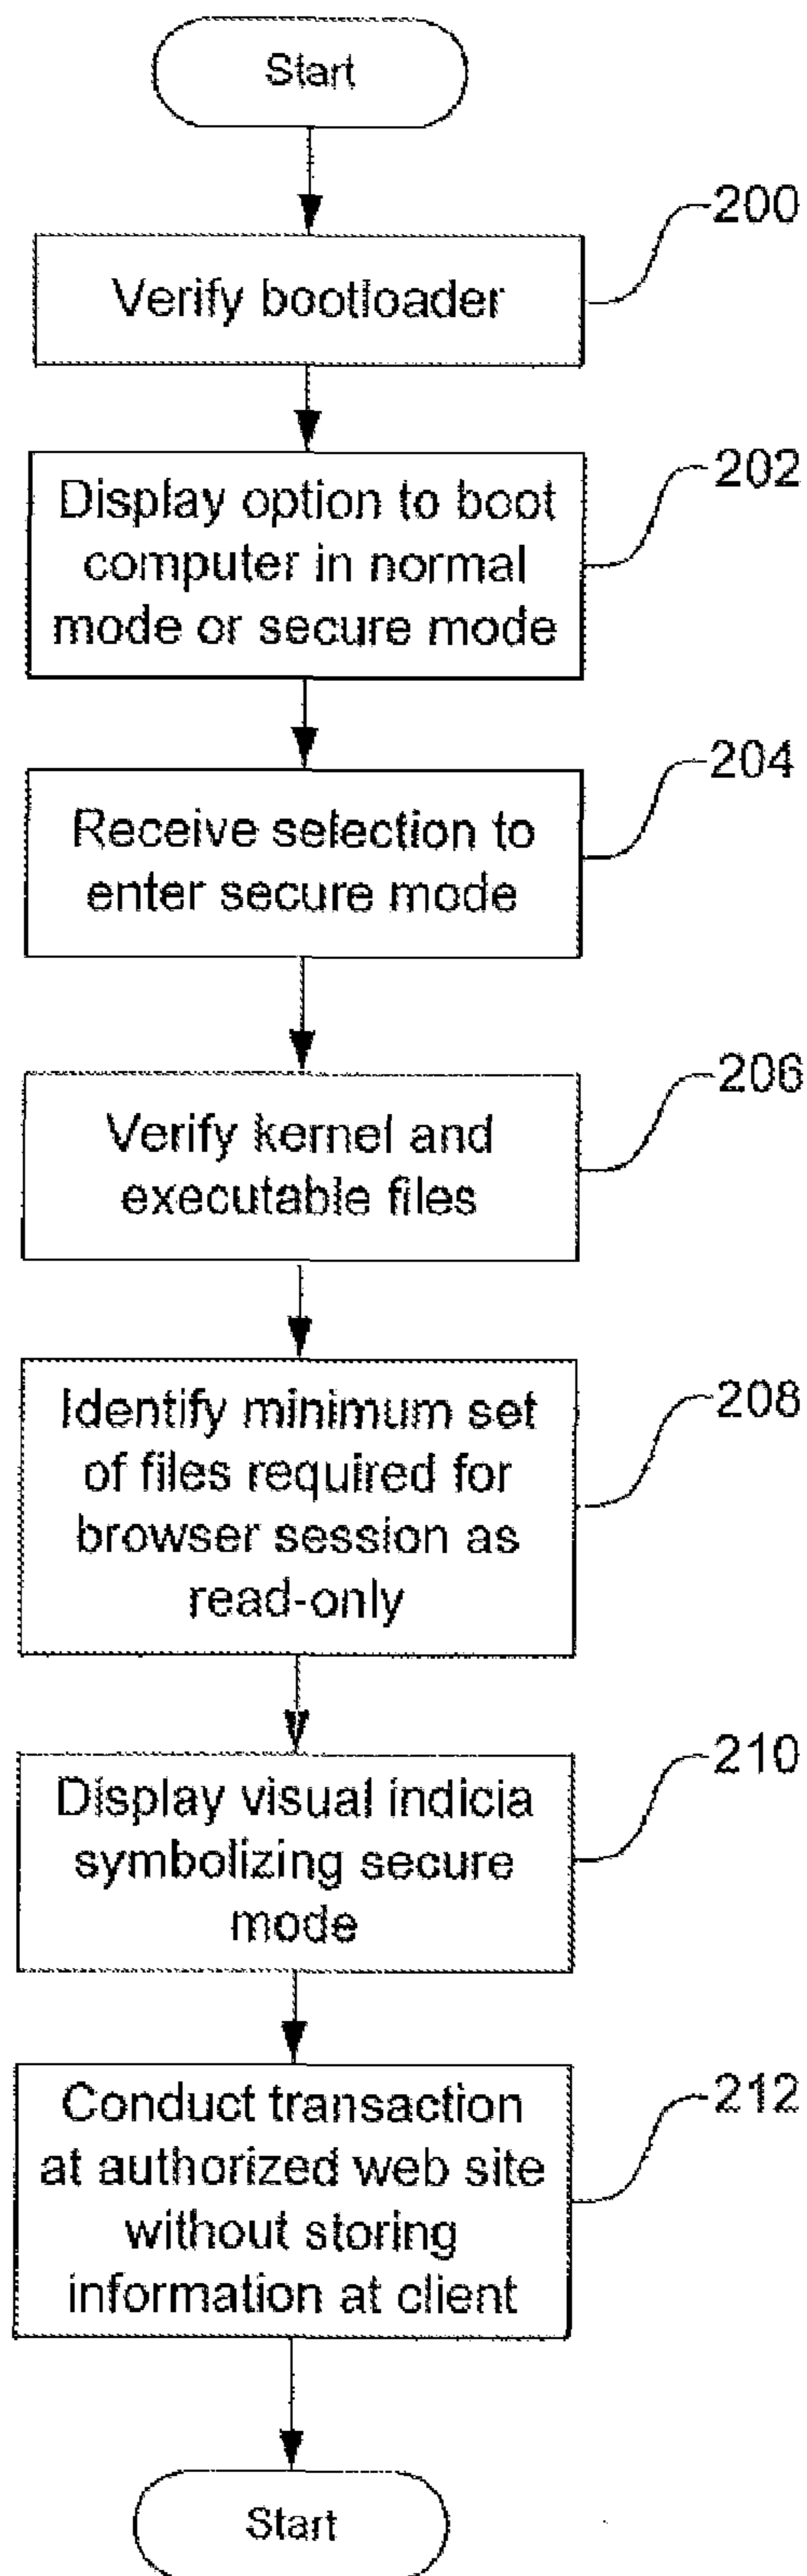 Start
200
Verify bootloader
202
Display option to boot
computer in normal
mode or secure mode
204
Receive selection to
enter secure mode
206
Verify kernel and
executable files
208
Identify minimum set
of files required for
browser session as
read-only
210
Display visual indicia
symbolizing secure
mode
212
Conduct transaction
at authorized web site
without storing
information at client
Start